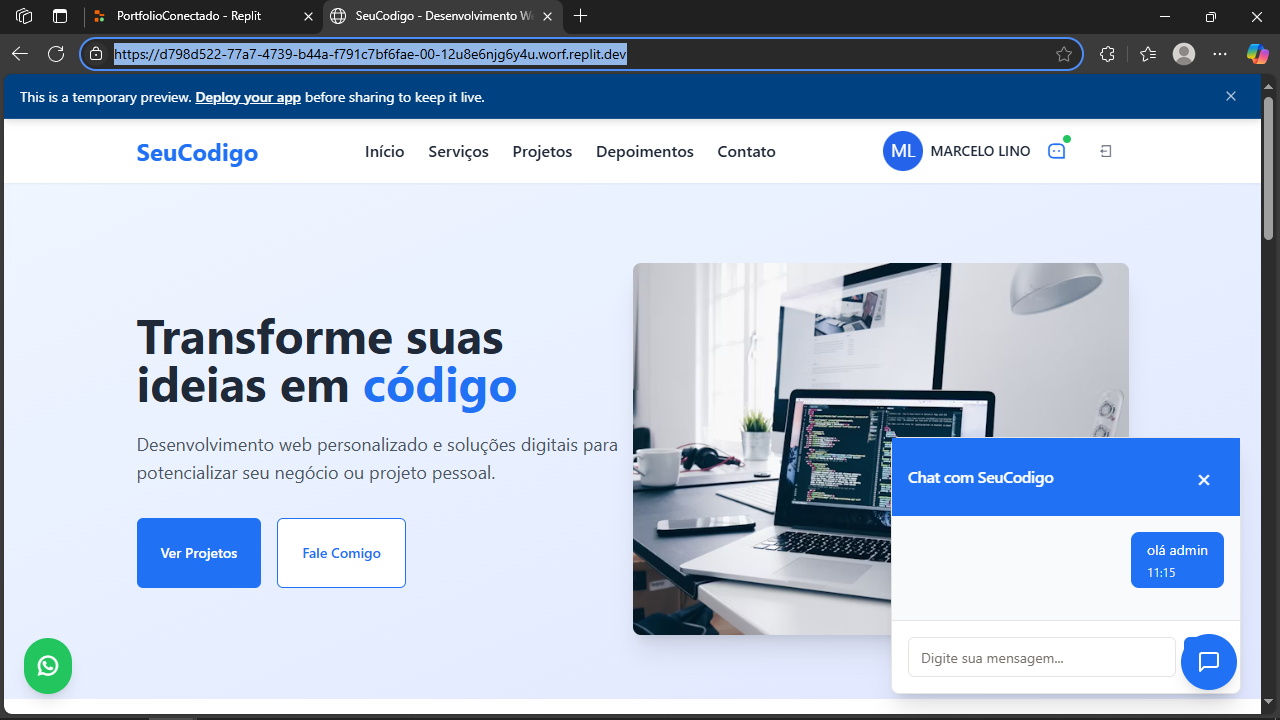 PortfolioConectado - Replit
SeuCodigo - Desenvolvimento W
https://d798d522-77a7-4739-b44a-f791c7bf6fae-00-12u8e6njg6y4u.worf.replit.dev
This is a temporary preview. Deploy your app before sharing to keep it live.
SeuCodigo
Início
Serviços
Projetos
Depoimentos
Contato
ML
MARCELO LINO
Transforme suas
ideias em código
Desenvolvimento web personalizado e soluções digitais para
potencializar seu negócio ou projeto pessoal.
Ver Projetos
Fale Comigo
Chat com SeuCodigo
olá admin
11:15
Digite sua mensagem...